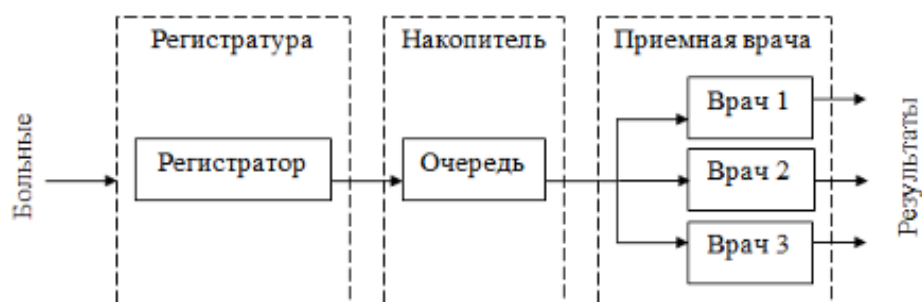 Регистратура
Накопитель
Приемная врача
Больные
Регистратор
Очередь
Врач 1
Врач 2
Врач 3
Результаты